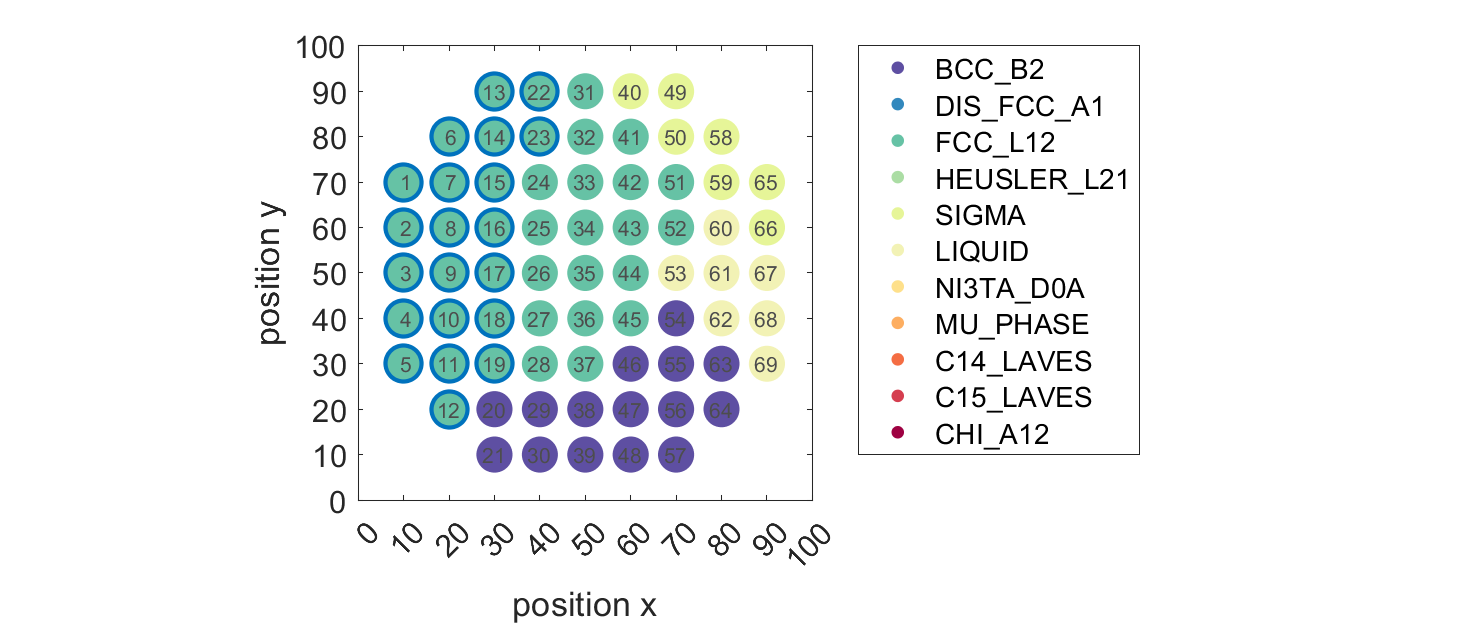 100
90
80
70
60
50
40
30
20
10
0
position y
13 22 31 40 49
6 14 23 32 41 50 58
1 7 15 24 33 42 51 59 65
2 8 16 25 34 43 52 60 66
3 9 17 26 35 44 53 61 67
4 10 18 27 36 45 54 62 68
5 11 19 28 37 46 55 63 69
12 20 29 38 47 56 64
21 30 39 48 57
0 10 20 30 40 50 60 70 80 90 100
position x
BCC_B2
DIS_FCC_A1
FCC_L12
HEUSLER_L21
SIGMA
LIQUID
NI3TA_D0A
MU_PHASE
C14_LAVES
C15_LAVES
CHI_A12